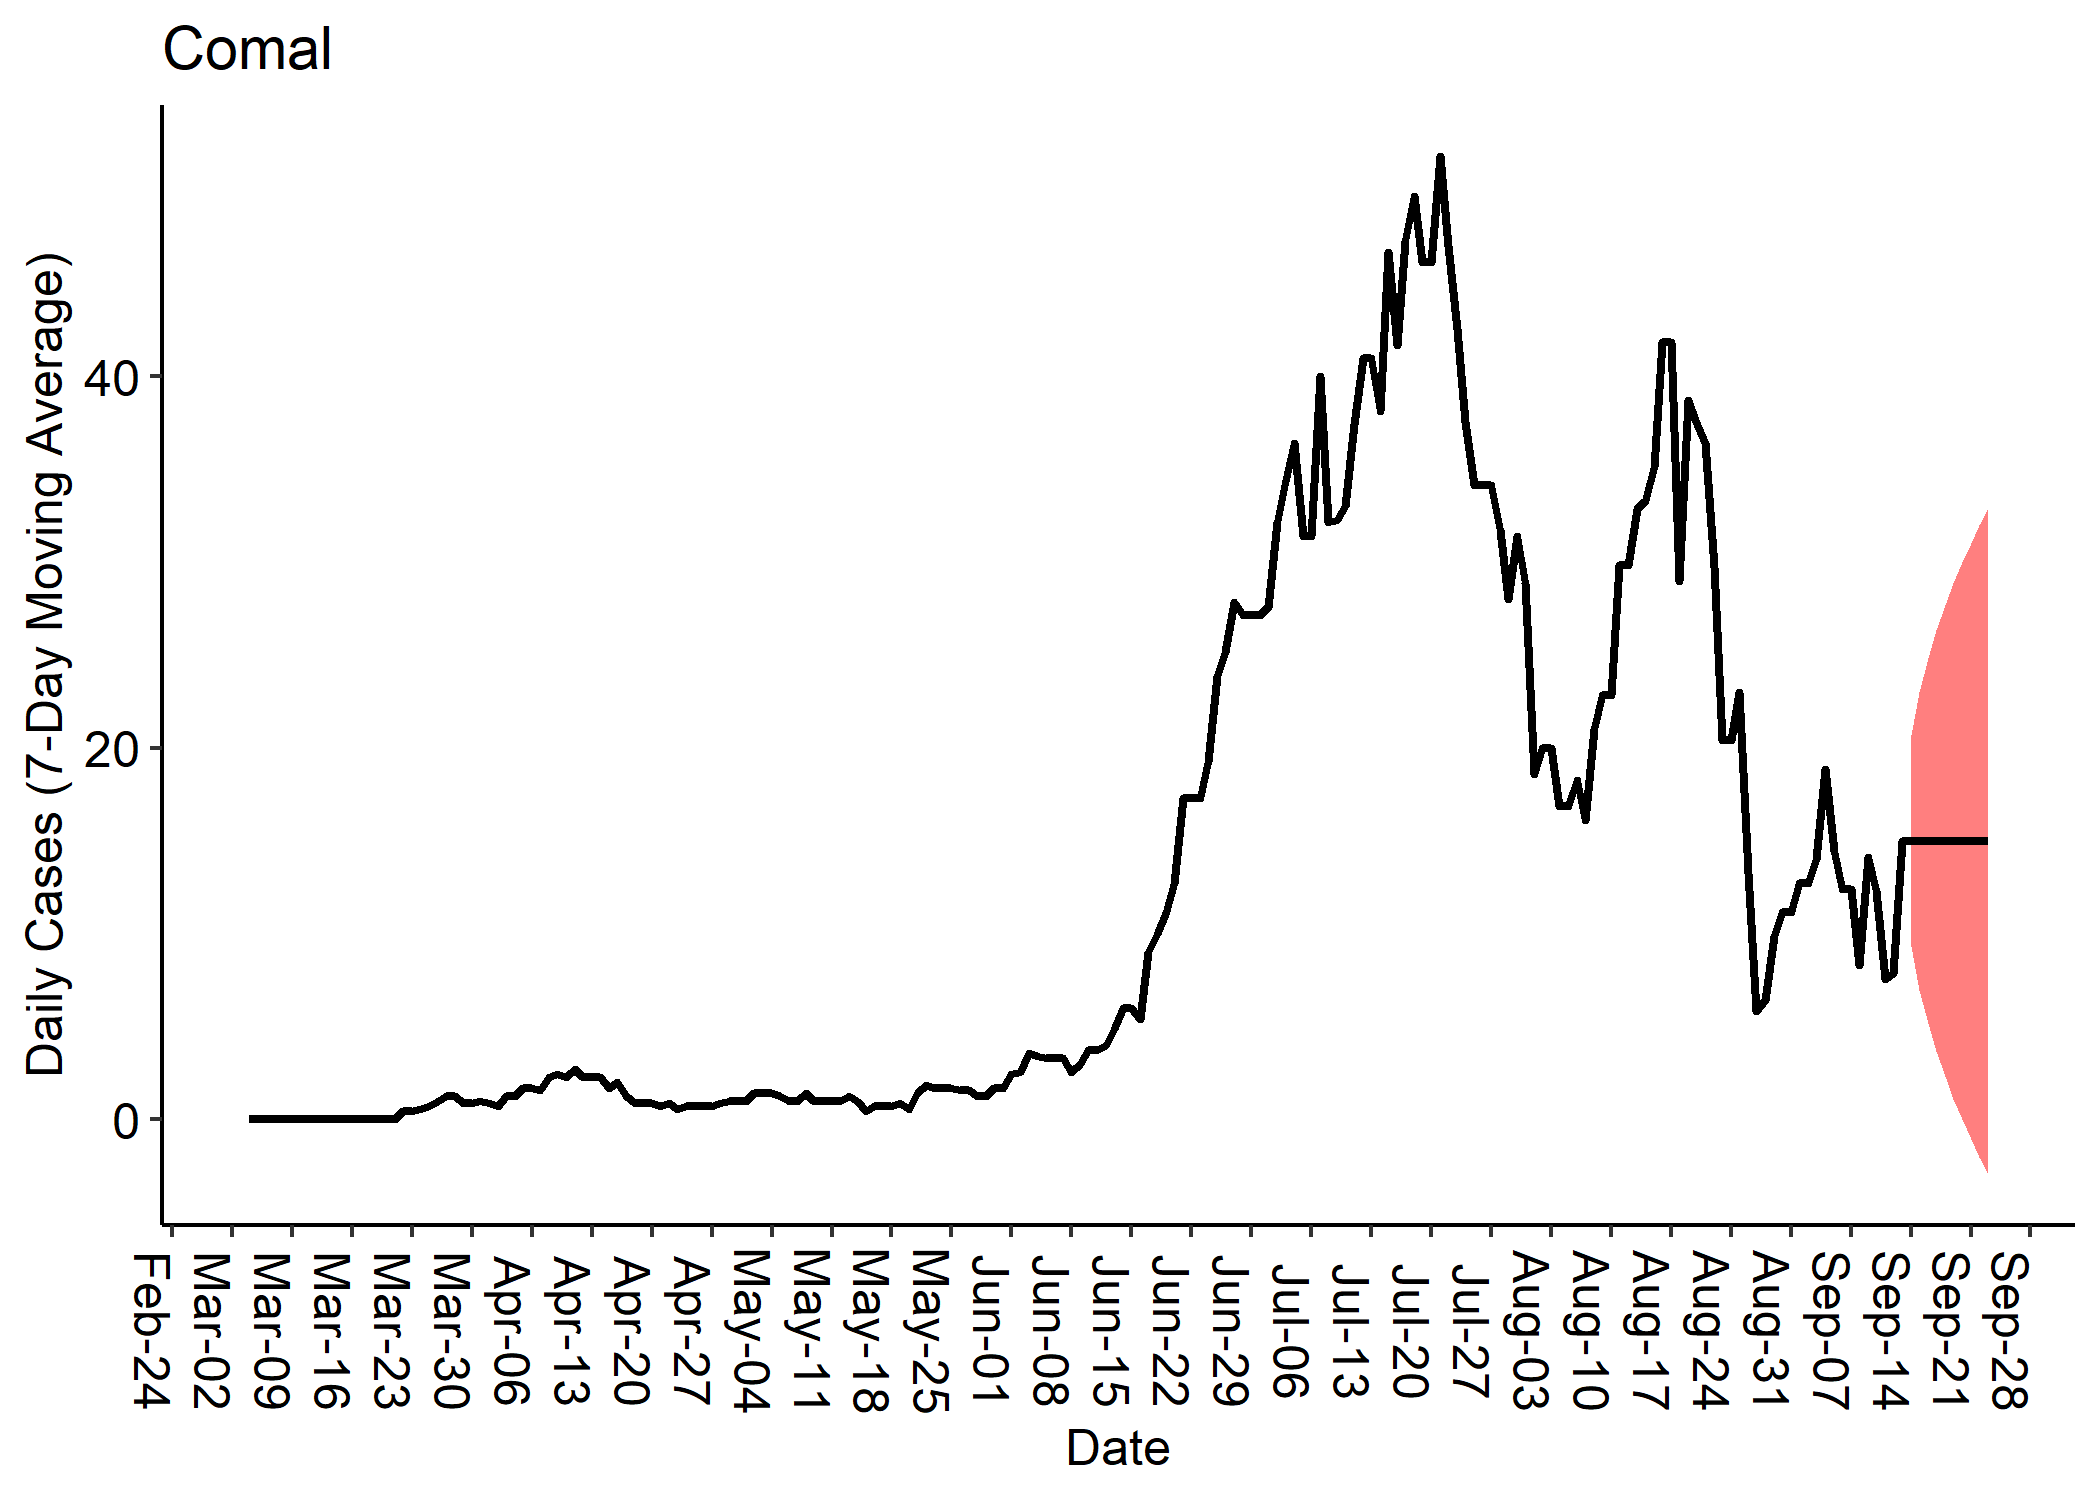 Comal
Daily Cases (7-Day Moving Average)
40
20
0
Feb-24
Mar-02
Mar-09
Mar-16
Mar-23
Mar-30
Apr-06
Apr-13
Apr-20
Apr-27
May-04
May-11
May-18
May-25
Jun-01
Jun-08
Jun-15
Jun-22
Jun-29
Jul-06
Jul-13
Jul-20
Jul-27
Aug-03
Aug-10
Aug-17
Aug-24
Aug-31
Sep-07
Sep-14
Sep-21
Sep-28
Date